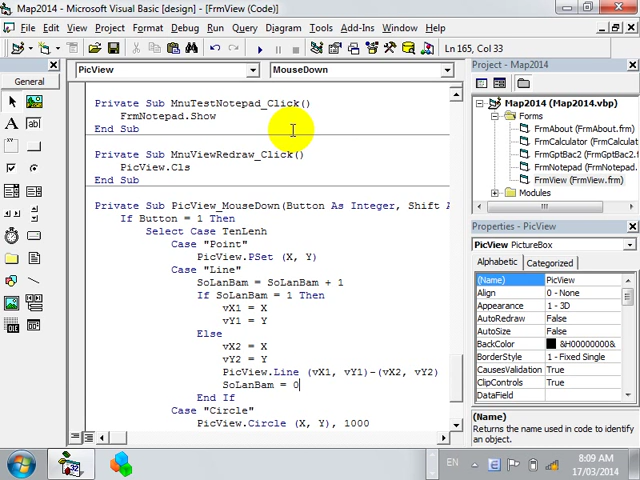 Map2014 - Microsoft Visual Basic [design] - [FrmView (Code)]
File Edit View Project Format Debug Run Query Diagram Tools Add-Ins Window Help
Ln 165, Col 33
General
PicView
MouseDown
Private Sub MnuTestNotepad_Click()
FrmNotepad.Show
End Sub
Private Sub MnuViewRedraw_Click()
PicView.Cls
End Sub
Private Sub PicView_MouseDown(Button As Integer, Shift A
If Button = 1 Then
Select Case TenLenh
Case "Point"
PicView.PSet (X, Y)
Case "Line"
SoLanBam = SoLanBam + 1
If SoLanBam = 1 Then
vX1 = X
vY1 = Y
Else
vX2 = X
vY2 = Y
PicView.Line (vX1, vY1)-(vX2, vY2)
SoLanBam = 0
End If
Case "Circle"
PicView.Circle (X, Y), 1000
Project - Map2014
Map2014 (Map2014.vbp)
Forms
FrmAbout (FrmAbout.frm)
FrmCalculator (FrmCalculator.
FrmGptBac2 (FrmGptBac2.
FrmNotepad (FrmNotepad.
FrmView (FrmView.frm)
Modules
Properties - PicView
PicView PictureBox
Alphabetic Categorized
(Name) PicView
Align 0 - None
Appearance 1 - 3D
AutoRedraw False
AutoSize False
BackColor &H00000000&
BorderStyle 1 - Fixed Single
CausesValidation True
ClipControls True
DataField
(Name)
Returns the name used in code to identify
an object.
EN
8:09 AM
17/03/2014